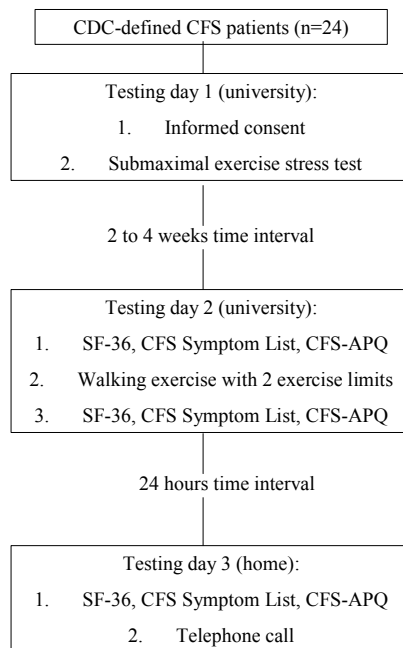 CDC-defined CFS patients (n=24)
Testing day 1 (university):
1. Informed consent
2. Submaximal exercise stress test
2 to 4 weeks time interval
Testing day 2 (university):
1. SF-36, CFS Symptom List, CFS-APQ
2. Walking exercise with 2 exercise limits
3. SF-36, CFS Symptom List, CFS-APQ
24 hours time interval
Testing day 3 (home):
1. SF-36, CFS Symptom List, CFS-APQ
2. Telephone call